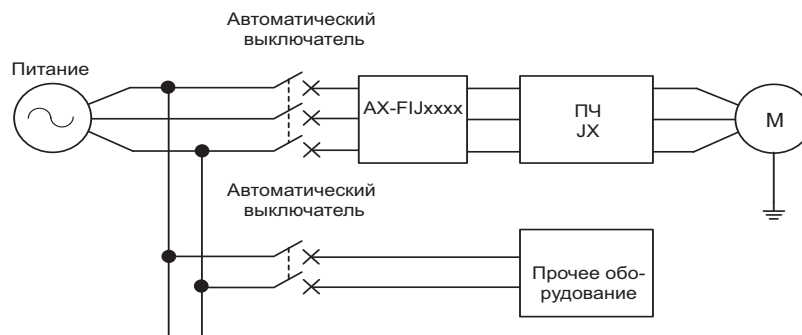 Автоматический
выключатель
Питание
AX-FIJxxxx
ПЧ
JX
М
Автоматический
выключатель
Прочее обо-
рудование